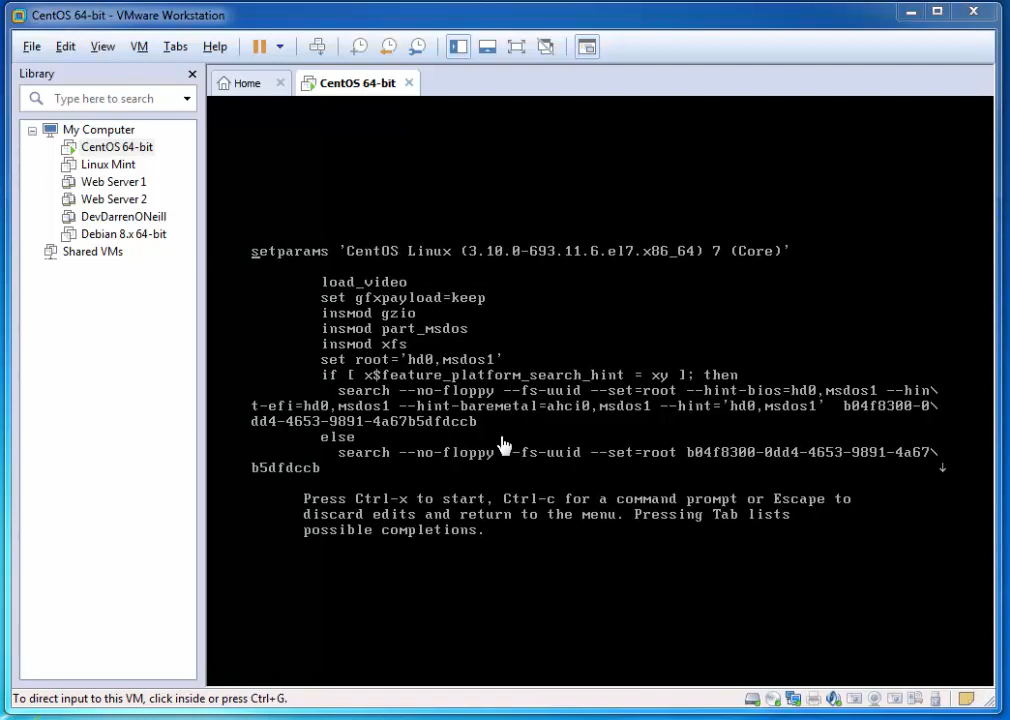 CentOS 64-bit - VMware Workstation
File Edit View VM Tabs Help
Library
Home CentOS 64-bit
Type here to search
My Computer
CentOS 64-bit
Linux Mint
Web Server 1
Web Server 2
DevDarrenONeill
Debian 8.x 64-bit
Shared VMs
setparams 'CentOS Linux (3.10.0-693.11.6.el7.x86_64) 7 (Core)'
load_video
set gfxpayload=keep
insmod gzio
insmod part_msdos
insmod xfs
set root='hd0,msdos1'
if [ x$feature_platform_search_hint = xy ]; then
search --no-floppy --fs-uuid --set=root --hint-bios=hd0,msdos1 --hin\
t-efi=hd0,msdos1 --hint-baremetal=ahci0,msdos1 --hint='hd0,msdos1'  b04f8300-0\
dd4-4653-9891-4a67b5dfdccb
else
search --no-floppy --fs-uuid --set=root b04f8300-0dd4-4653-9891-4a67\
b5dfdccb
Press Ctrl-x to start, Ctrl-c for a command prompt or Escape to
discard edits and return to the menu. Pressing Tab lists
possible completions.
To direct input to this VM, click inside or press Ctrl+G.